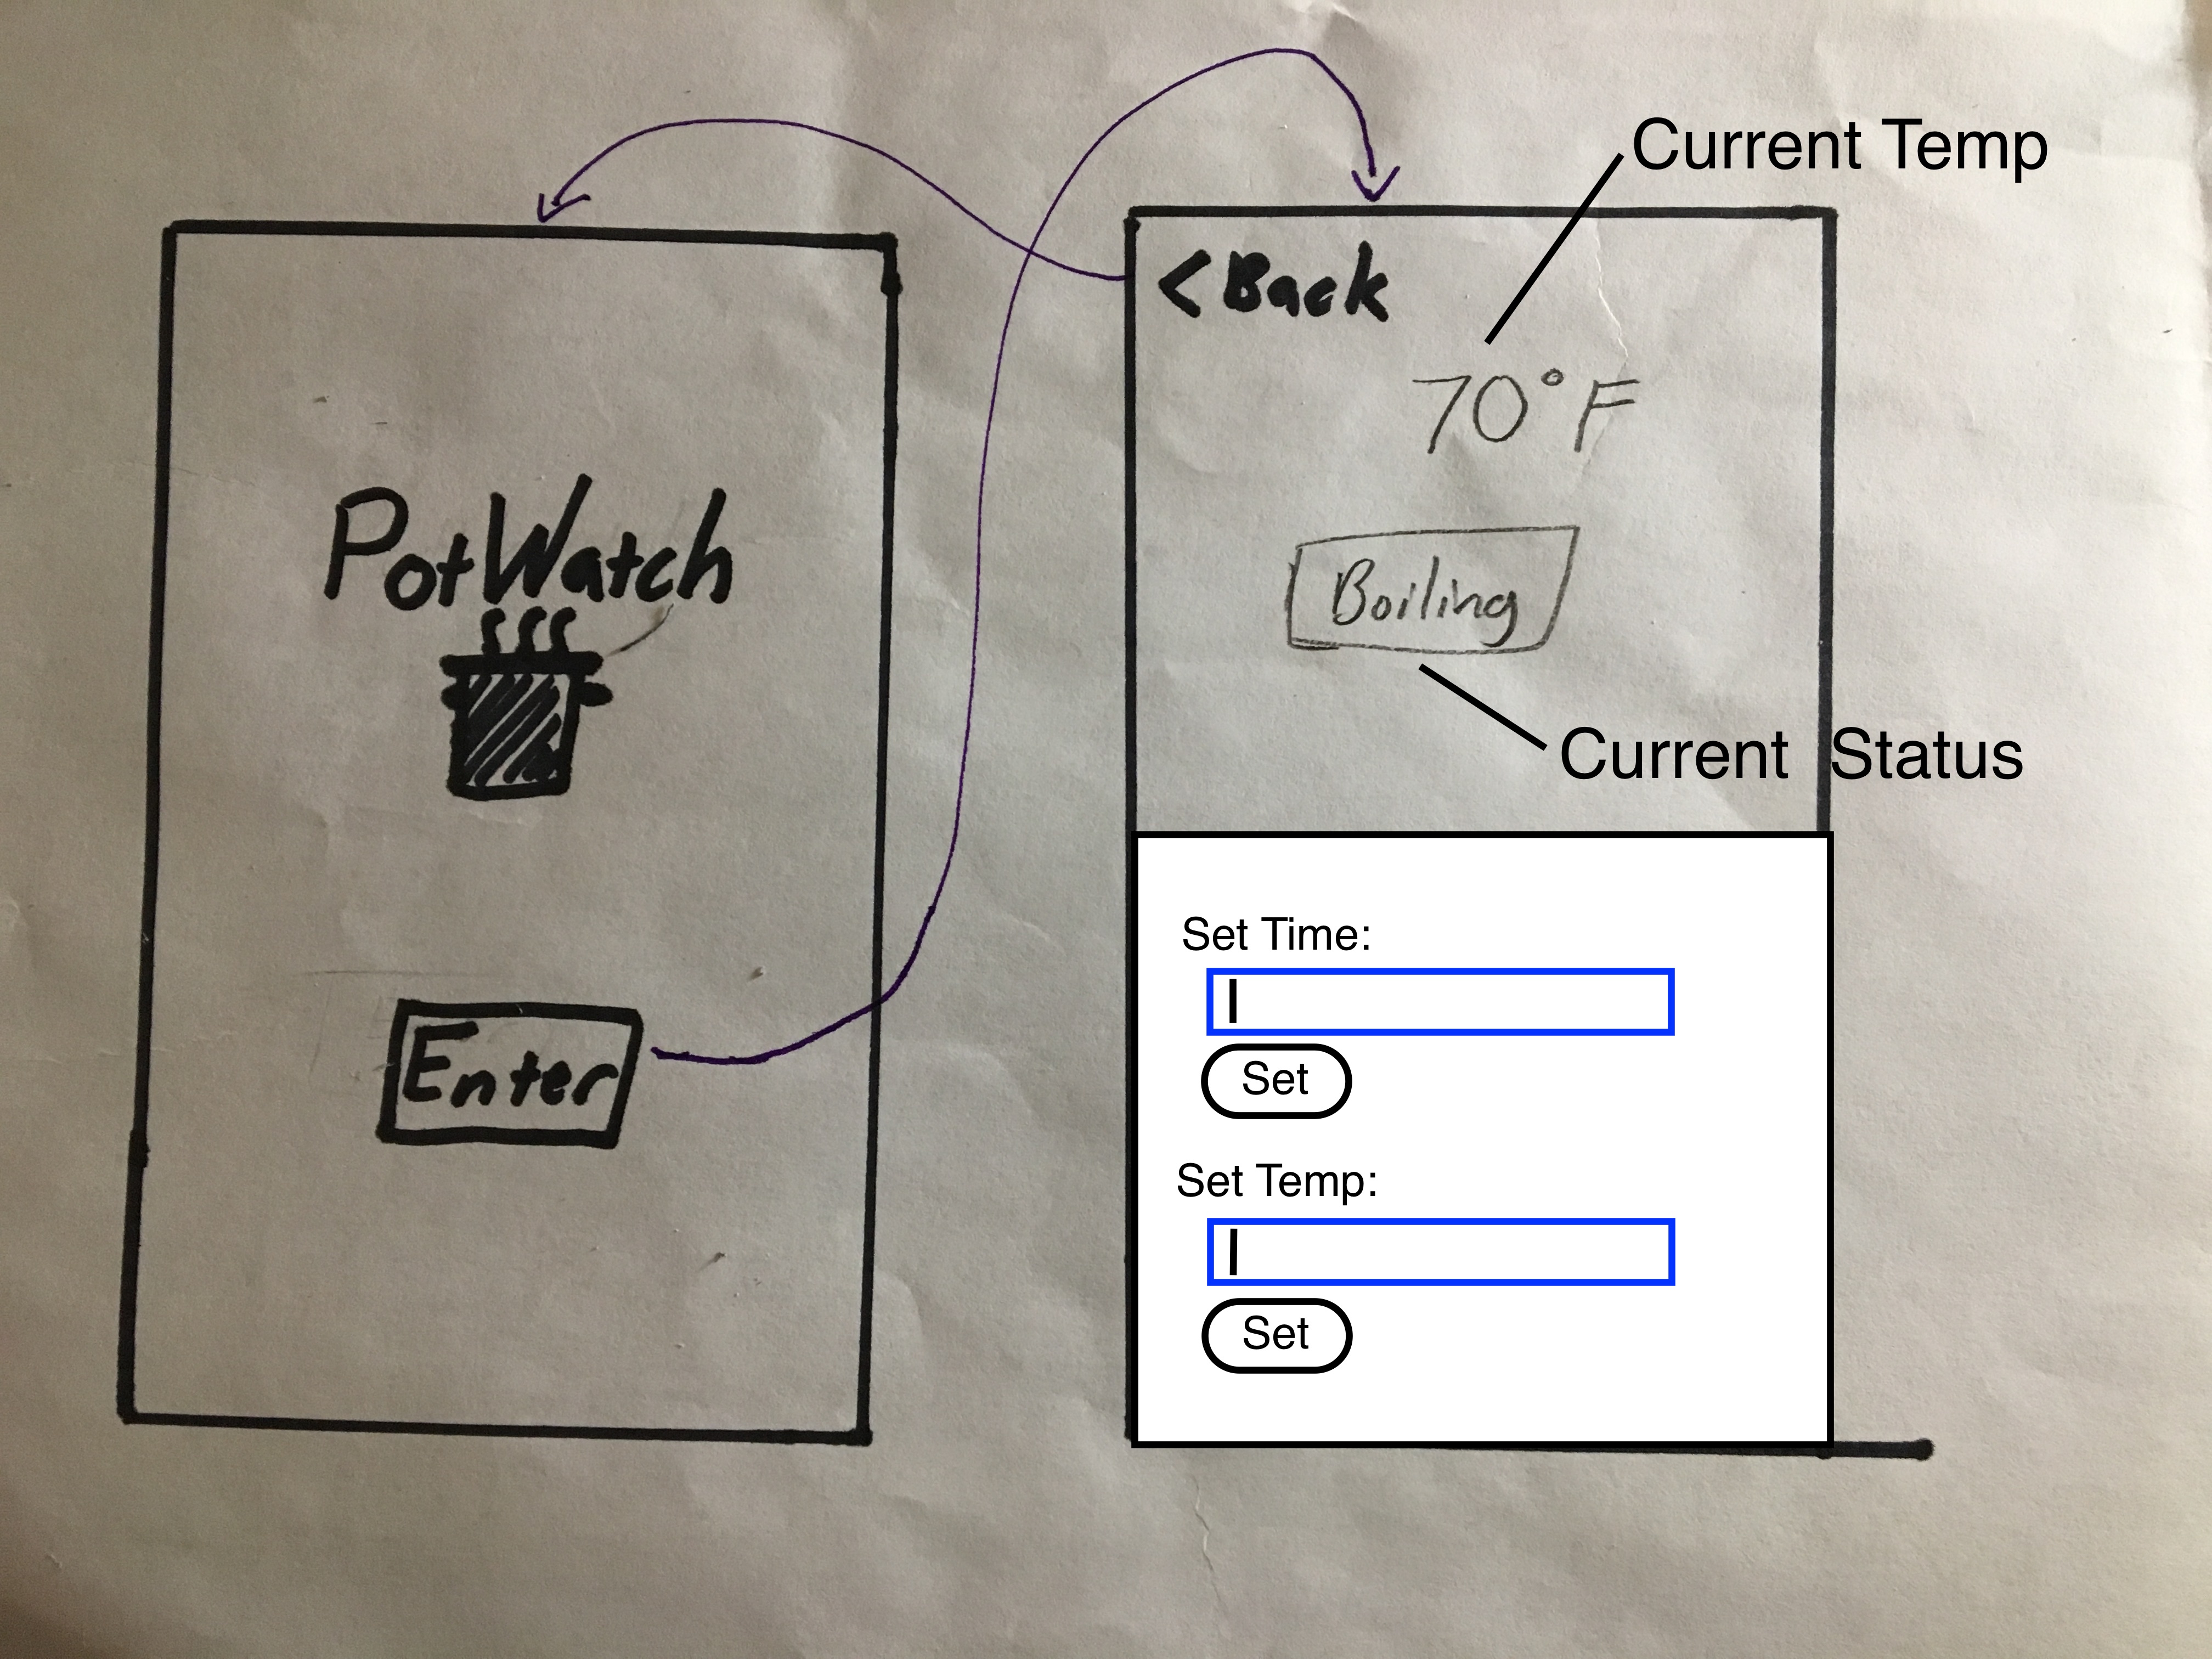 PotWatch
Enter
Current Temp
<Back
70°F
Boiling
Current Status
Set Time:
Set
Set Temp:
Set